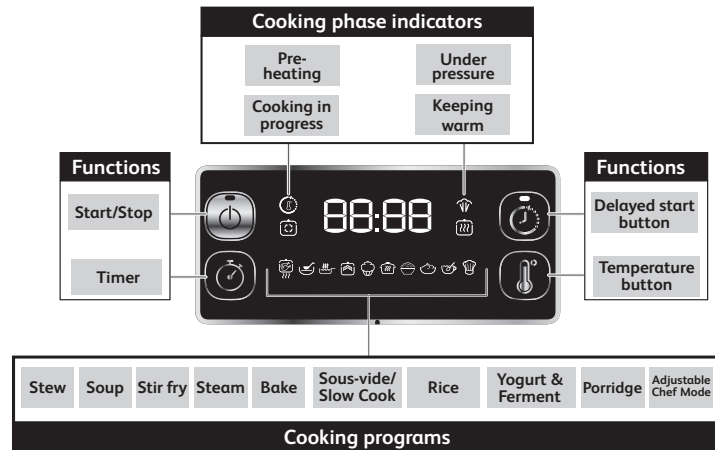 Cooking phase indicators
Pre-
heating
Under
pressure
Cooking in
progress
Keeping
warm
Functions
Start/Stop
Timer
88:88
Functions
Delayed start
button
Temperature
button
Stew
Soup
Stir fry
Steam
Bake
Sous-vide/
Slow Cook
Rice
Yogurt &
Ferment
Porridge
Adjustable
Chef Mode
Cooking programs